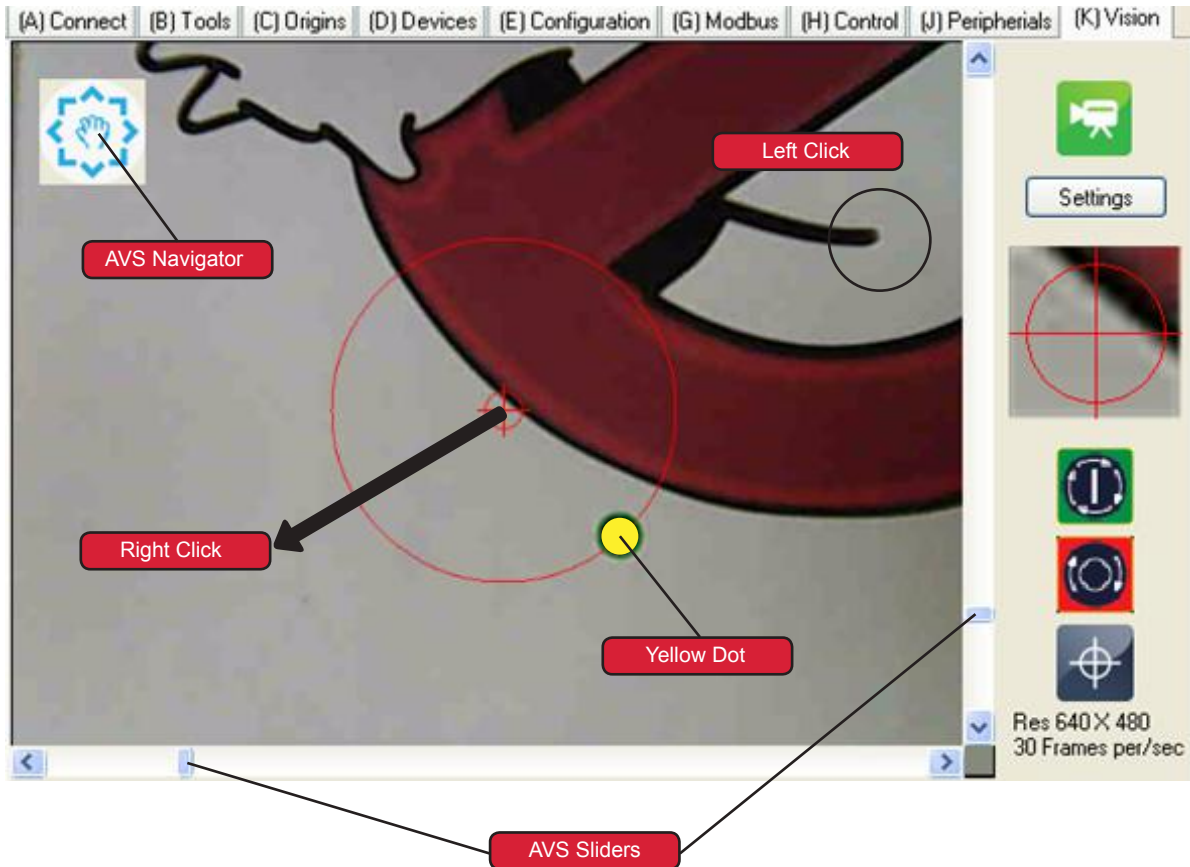 (A) Connect (B) Tools (C) Origins (D) Devices (E) Configuration (G) Modbus (H) Control (J) Peripherials (K) Vision
Left Click
Settings
AVS Navigator
Right Click
Yellow Dot
Res 640 X 480
30 Frames per/sec
AVS Sliders